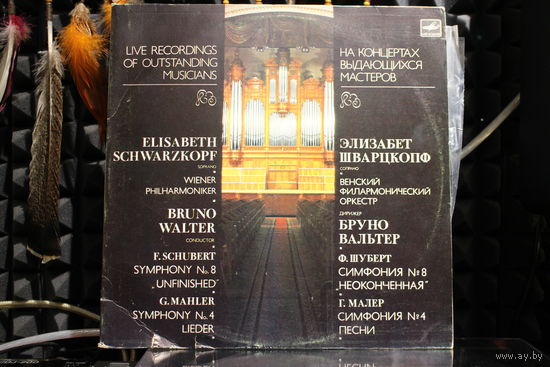 LIVE RECORDINGS
OF OUTSTANDING
MUSICIANS
ELISABETH
SCHWARZKOPF
SOPRANO
WIENER
PHILHARMONIKER
BRUNO
WALTER
CONDUCTOR
F. SCHUBERT
SYMPHONY No. 8
„UNFINISHED”
G. MAHLER
SYMPHONY No. 4
LIEDER
НА КОНЦЕРТАХ
ВЫДАЮЩИХСЯ
МАСТЕРОВ
ЭЛИЗАБЕТ
ШВАРЦКОПФ
СОПРАНО
ВЕНСКИЙ
ФИЛАРМОНИЧЕСКИЙ
ОРКЕСТР
ДИРИЖЕР
БРУНО
ВАЛЬТЕР
Ф. ШУБЕРТ
СИМФОНИЯ №8
„НЕОКОНЧЕННАЯ”
Г. МАЛЕР
СИМФОНИЯ №4
ПЕСНИ
www.ay.by